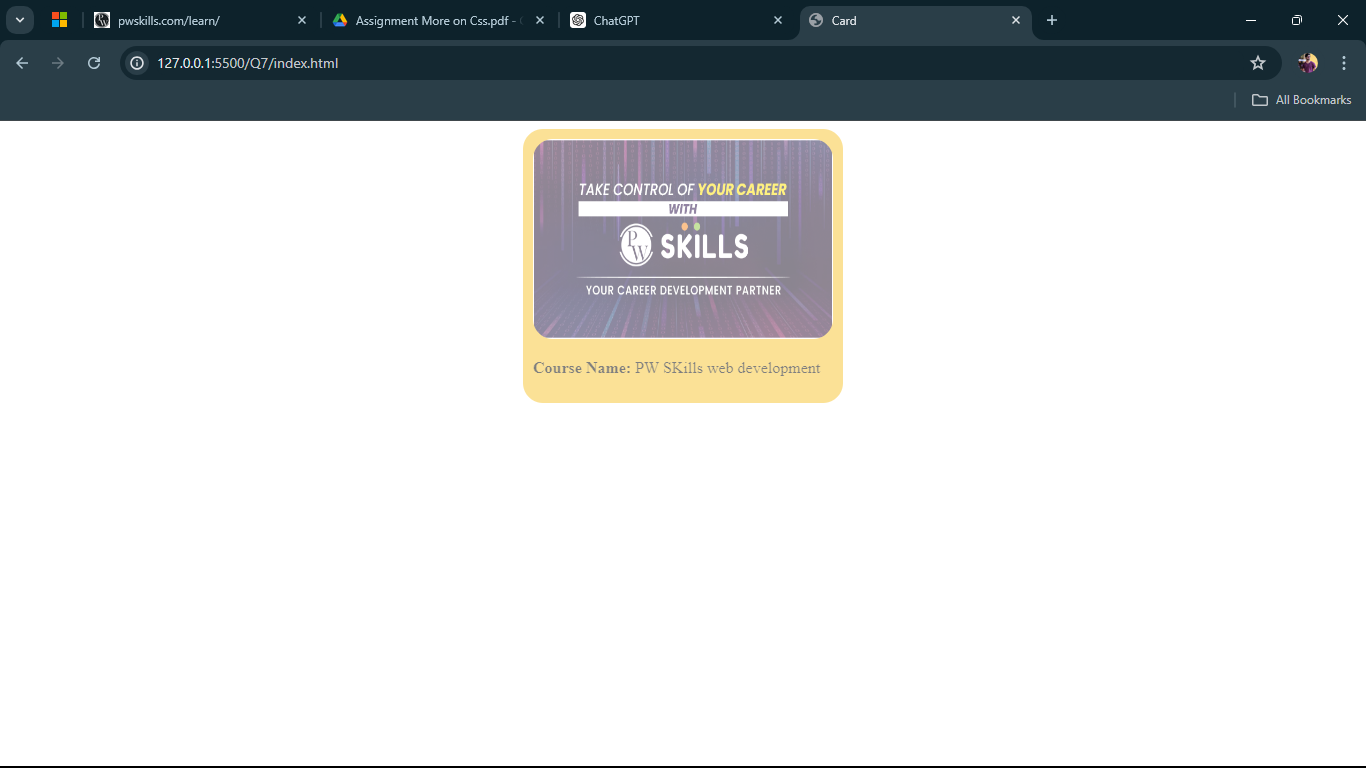 pwskills.com/learn/
Assignment More on Css.pdf -
ChatGPT
Card
127.0.0.1:5500/Q7/index.html
All Bookmarks
TAKE CONTROL OF YOUR CAREER
WITH
PW SKILLS
YOUR CAREER DEVELOPMENT PARTNER
Course Name: PW SKills web development